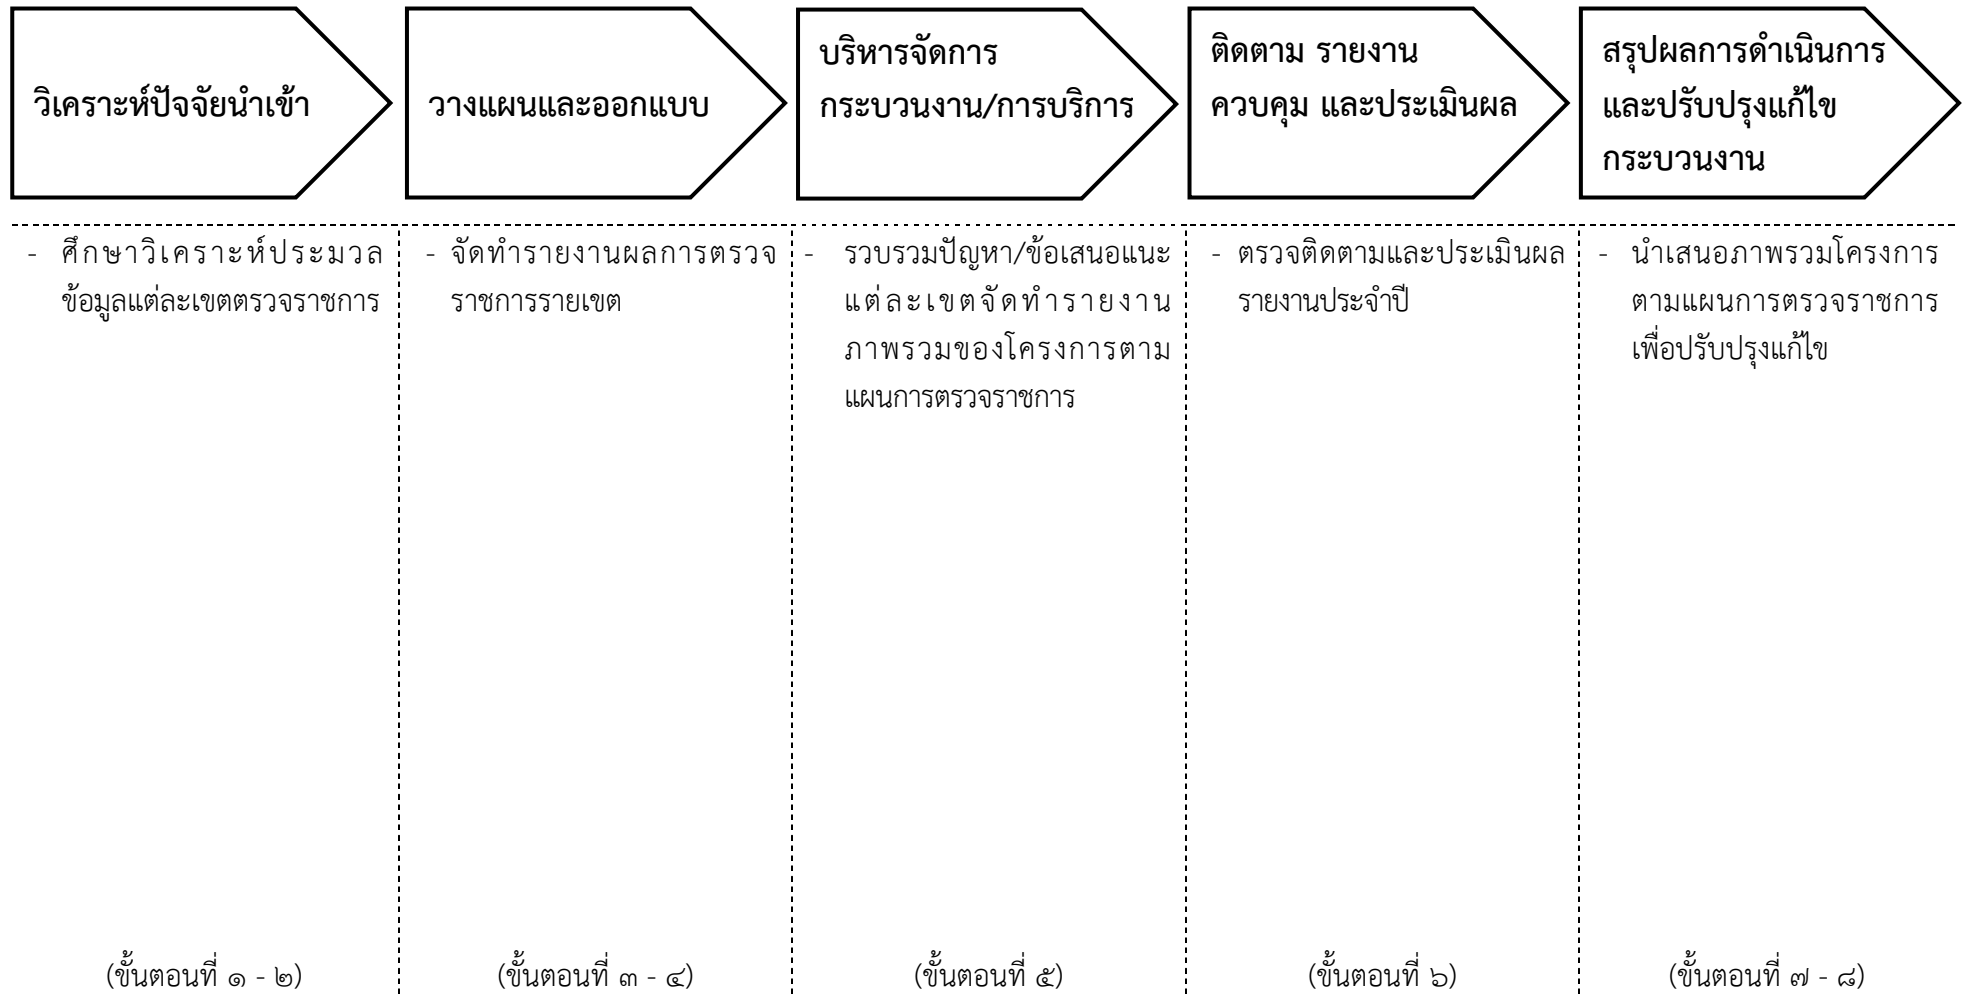 วิเคราะห์ปัจจัยนำเข้า
วางแผนและออกแบบ
บริหารจัดการ
กระบวนงาน/การบริการ
ติดตาม รายงาน
ควบคุม และประเมินผล
สรุปผลการดำเนินการ
และปรับปรุงแก้ไข
กระบวนงาน
- ศึกษาวิเคราะห์ประมวล
ข้อมูลแต่ละเขตตรวจราชการ
- จัดทำรายงานผลการตรวจ
ราชการรายเขต
- รวบรวมปัญหา/ข้อเสนอแนะ
แต่ละเขตจัดทำรายงาน
ภาพรวมของโครงการตาม
แผนการตรวจราชการ
- ตรวจติดตามและประเมินผล
รายงานประจำปี
- นำเสนอภาพรวมโครงการ
ตามแผนการตรวจราชการ
เพื่อปรับปรุงแก้ไข
(ขั้นตอนที่ ๑ - ๒)
(ขั้นตอนที่ ๓ - ๔)
(ขั้นตอนที่ ๕)
(ขั้นตอนที่ ๖)
(ขั้นตอนที่ ๗ - ๘)